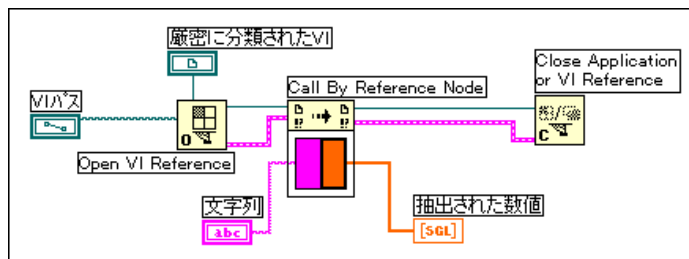 厳密に分類されたVI
Close Application
or VI Reference
Call By Reference Node
VIパス
Open VI Reference
O
C
文字列
abc
抽出された数値
[SGL]